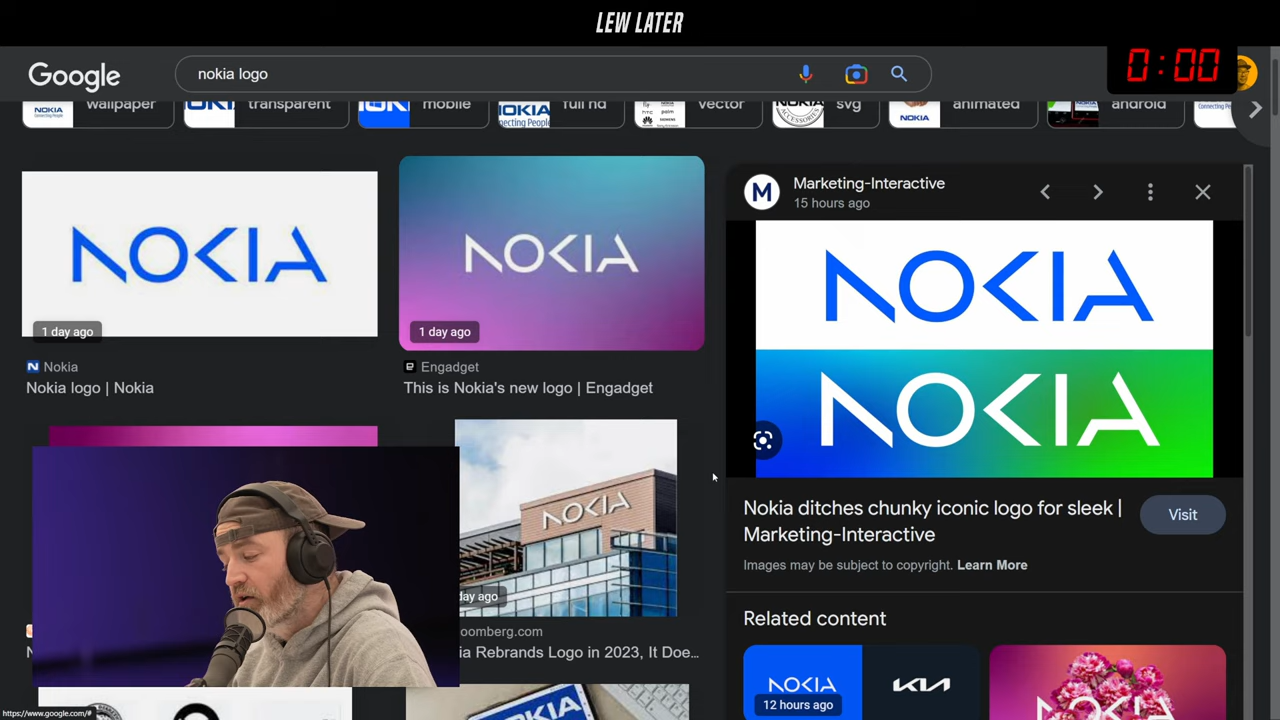 LEW LATER
Google
nokia logo
0:00
wallpaper
transparent
mobile
full hd
vector
svg
animated
android
NOKIA
NOKIA
1 day ago
1 day ago
Nokia
Nokia logo | Nokia
Engadget
This is Nokia's new logo | Engadget
NOKIA
day ago
oomberg.com
ia Rebrands Logo in 2023, It Doe...
NOKIA
M
Marketing-Interactive
15 hours ago
NOKIA
NOKIA
Nokia ditches chunky iconic logo for sleek |
Marketing-Interactive
Visit
Images may be subject to copyright. Learn More
Related content
NOKIA
KIA
12 hours ago
https://www.google.com/#